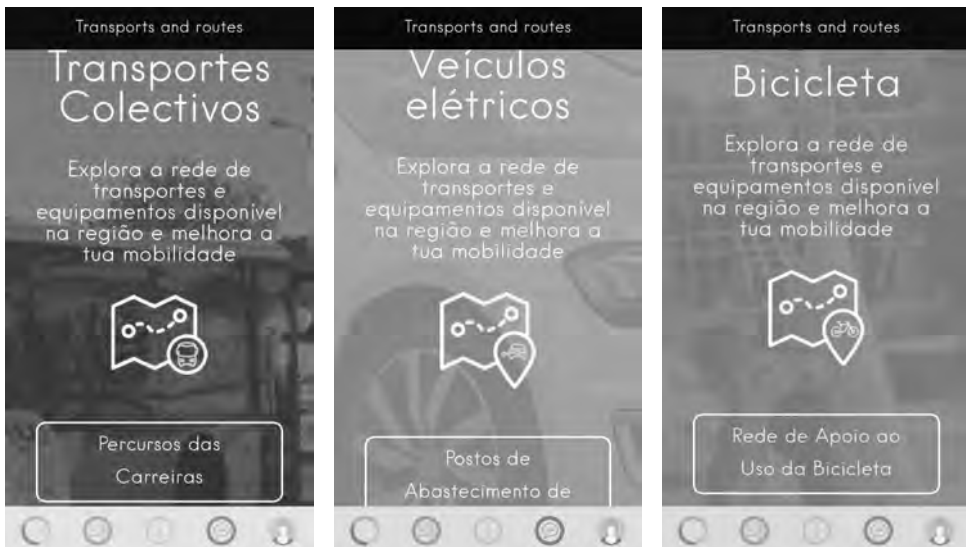 Transports and routes
Transportes
Colectivos
Explora a rede de
transportes e
equipamentos disponível
na região e melhora a
tua mobilidade
Percursos das
Carreiras
Transports and routes
Veículos
elétricos
Explora a rede de
transportes e
equipamentos disponível
na região e melhora a
tua mobilidade
Postos de
Abastecimento de
Transports and routes
Bicicleta
Explora a rede de
transportes e
equipamentos disponível
na região e melhora a
tua mobilidade
Rede de Apoio ao
Uso da Bicicleta